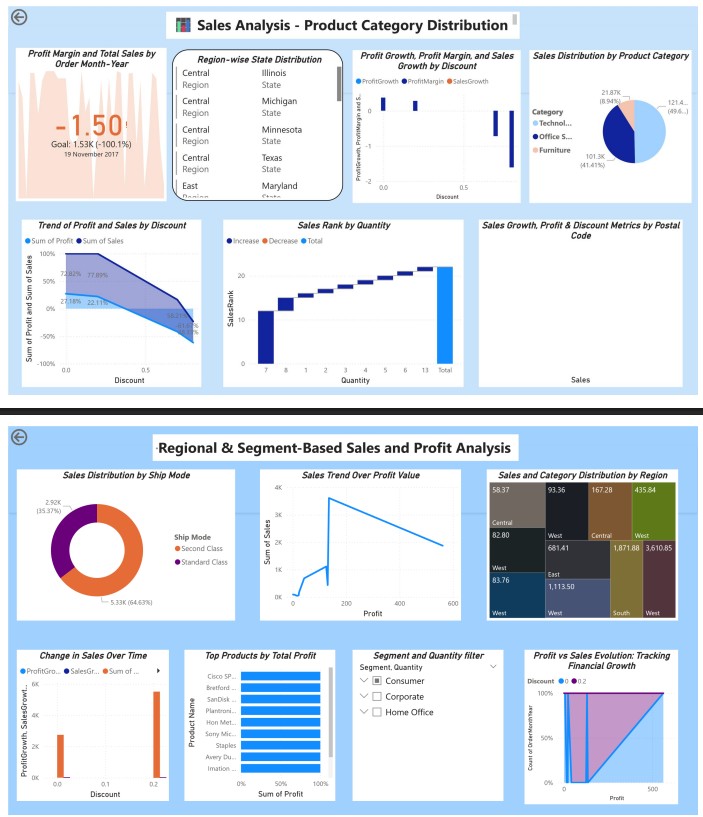 Sales Analysis - Product Category Distribution
Profit Margin and Total Sales by
Order Month-Year
-1.50!
Goal: 1.53K (-100.1%)
19 November 2017
Region-wise State Distribution
Central Illinois
Region State
Central Michigan
Region State
Central Minnesota
Region State
Central Texas
Region State
East Maryland
Region State
Profit Growth, Profit Margin, and Sales
Growth by Discount
ProfitGrowth ProfitMargin SalesGrowth
ProfitGrowth, ProfitMargin and S...
0
-1
-2
0.0 0.5
Discount
Sales Distribution by Product Category
Category
Technol...
Office S...
Furniture
21.87K
(8.94%)
121.4...
(49.6...)
101.3K
(41.41%)
Trend of Profit and Sales by Discount
Sum of Profit Sum of Sales
Sum of Profit and Sum of Sales
100%
50%
0%
-50%
-100%
72.82% 77.89%
27.18% 22.11%
0.0 0.5
Discount
Sales Rank by Quantity
Increase Decrease Total
SalesRank
20
10
0
7 8 1 2 3 4 5 6 13 Total
Quantity
Sales Growth, Profit & Discount Metrics by Postal
Code
Sales
Regional & Segment-Based Sales and Profit Analysis
Sales Distribution by Ship Mode
2.92K
(35.37%)
5.33K (64.63%)
Ship Mode
Second Class
Standard Class
Sales Trend Over Profit Value
Sum of Sales
4K
3K
2K
1K
0K
0 200 400 600
Profit
Sales and Category Distribution by Region
58.37
Central
93.36
West
167.28
Central
435.84
West
82.80
West
681.41
East
1,871.88
South
3,610.85
West
83.76
West
1,113.50
West
Change in Sales Over Time
ProfitGro... SalesGr... Sum of ...
ProfitGrowth, SalesGrowt...
6K
4K
2K
0K
0.0 0.1 0.2
Discount
Top Products by Total Profit
Product Name
Cisco SP...
Bretford ...
SanDisk ...
Plantroni...
Hon Met...
Sony Mic...
Staples
Avery Du...
Imation ...
0% 50% 100%
Sum of Profit
Segment and Quantity filter
Segment, Quantity
Consumer
Corporate
Home Office
Profit vs Sales Evolution: Tracking
Financial Growth
Discount 0 0.2
Count of OrderMonthYear
100%
50%
0%
0 500
Profit